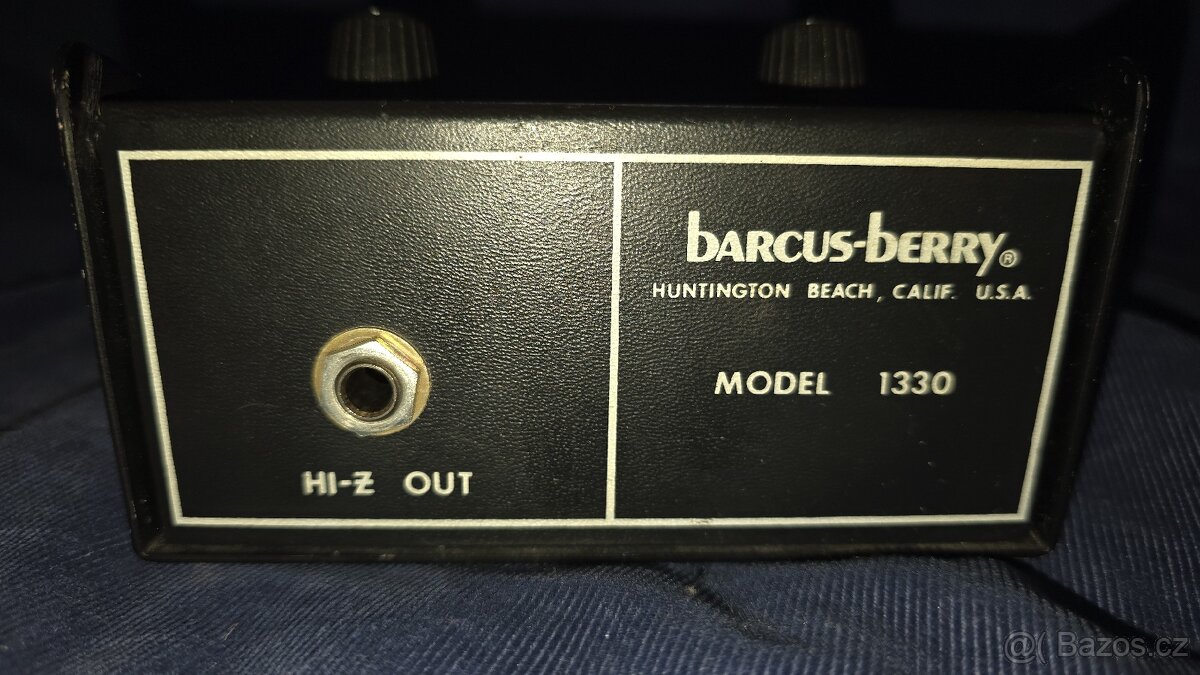 barcus-berry®
HUNTINGTON BEACH, CALIF. U.S.A.
MODEL 1330
HI-Z OUT
@( Bazos.cz